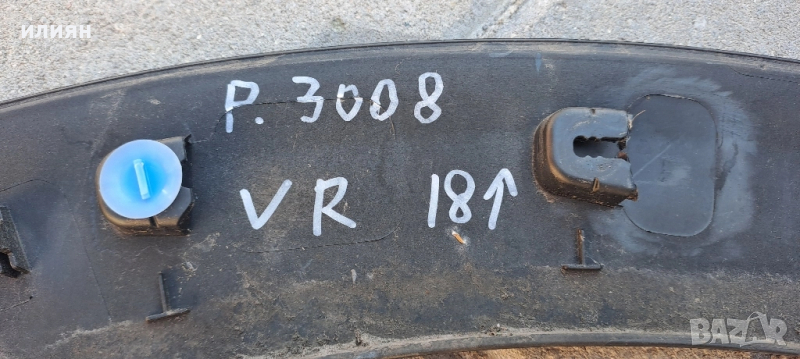 илиян
P. 3008
VR 18↑
BAZAR